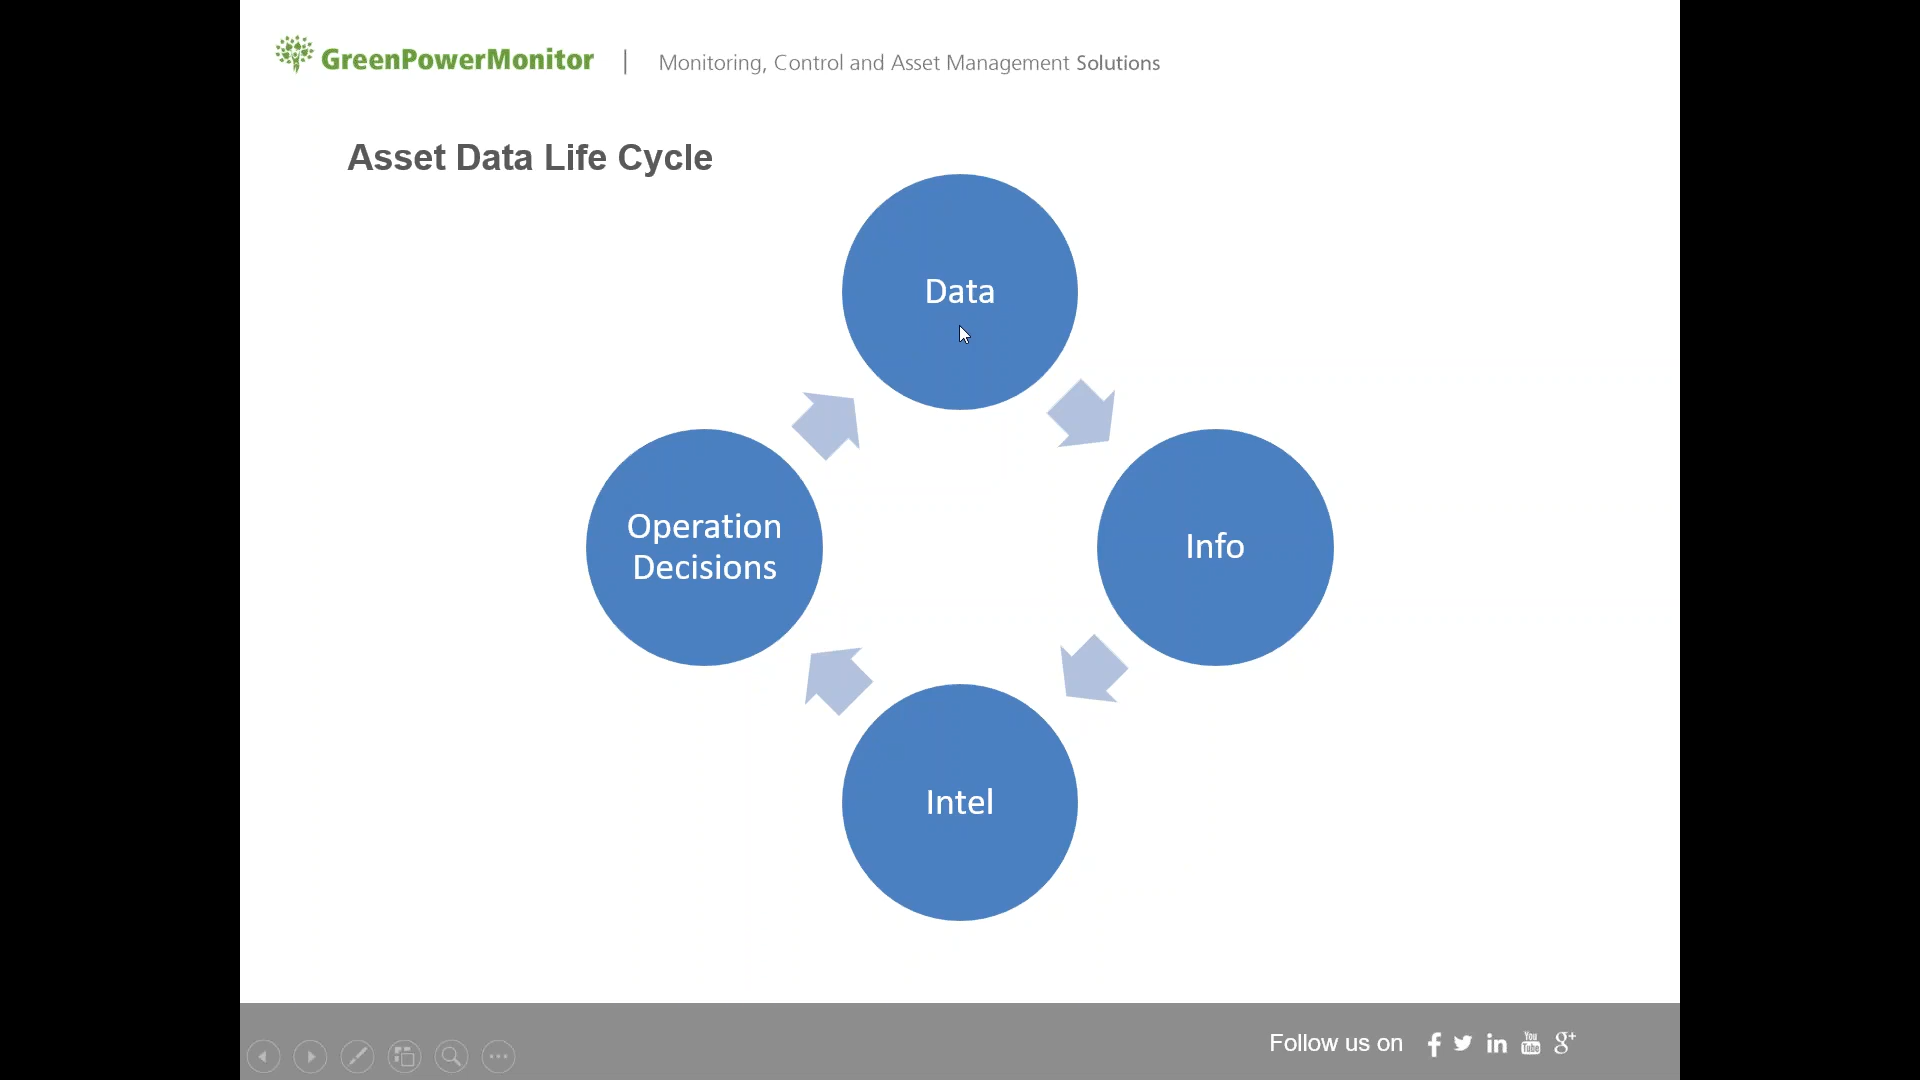 GreenPowerMonitor | Monitoring, Control and Asset Management Solutions
Asset Data Life Cycle
Data
Operation
Decisions
Info
Intel
Follow us on